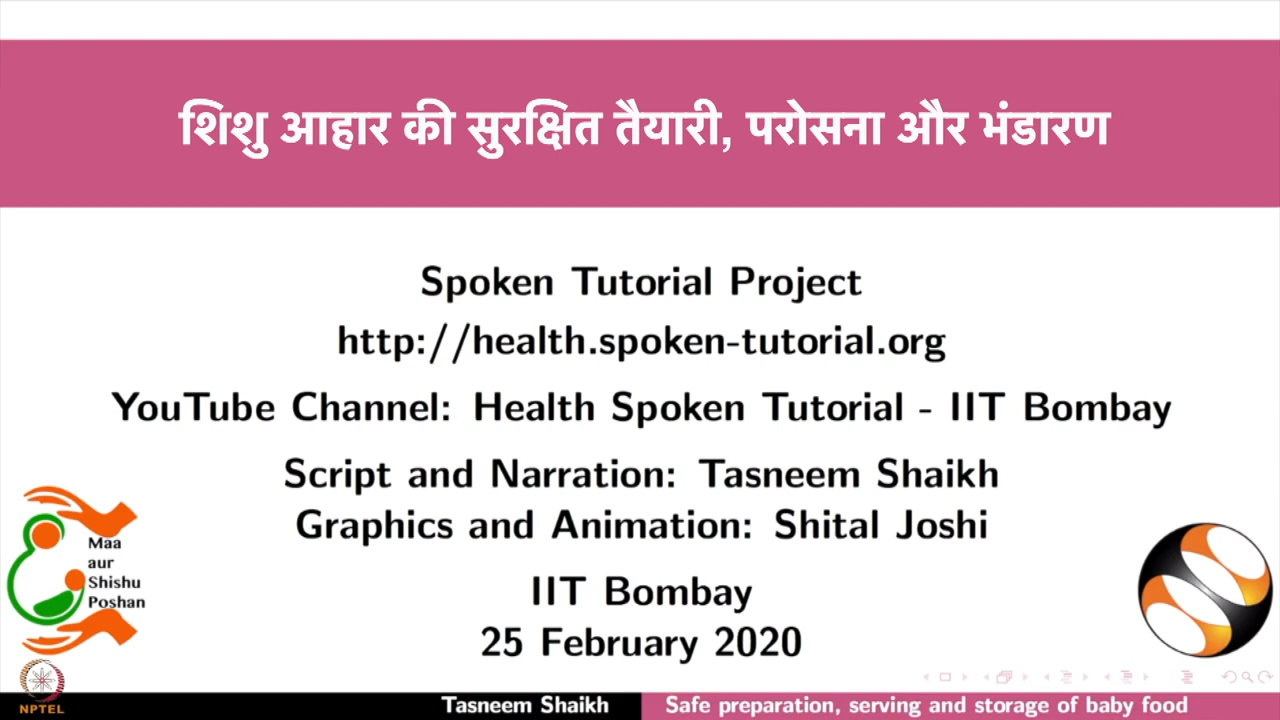 शिशु आहार की सुरक्षित तैयारी, परोसना और भंडारण
Spoken Tutorial Project
http://health.spoken-tutorial.org
YouTube Channel: Health Spoken Tutorial - IIT Bombay
Script and Narration: Tasneem Shaikh
Graphics and Animation: Shital Joshi
IIT Bombay
25 February 2020
Maa
aur
Shishu
Poshan
NPTEL
Tasneem Shaikh
Safe preparation, serving and storage of baby food